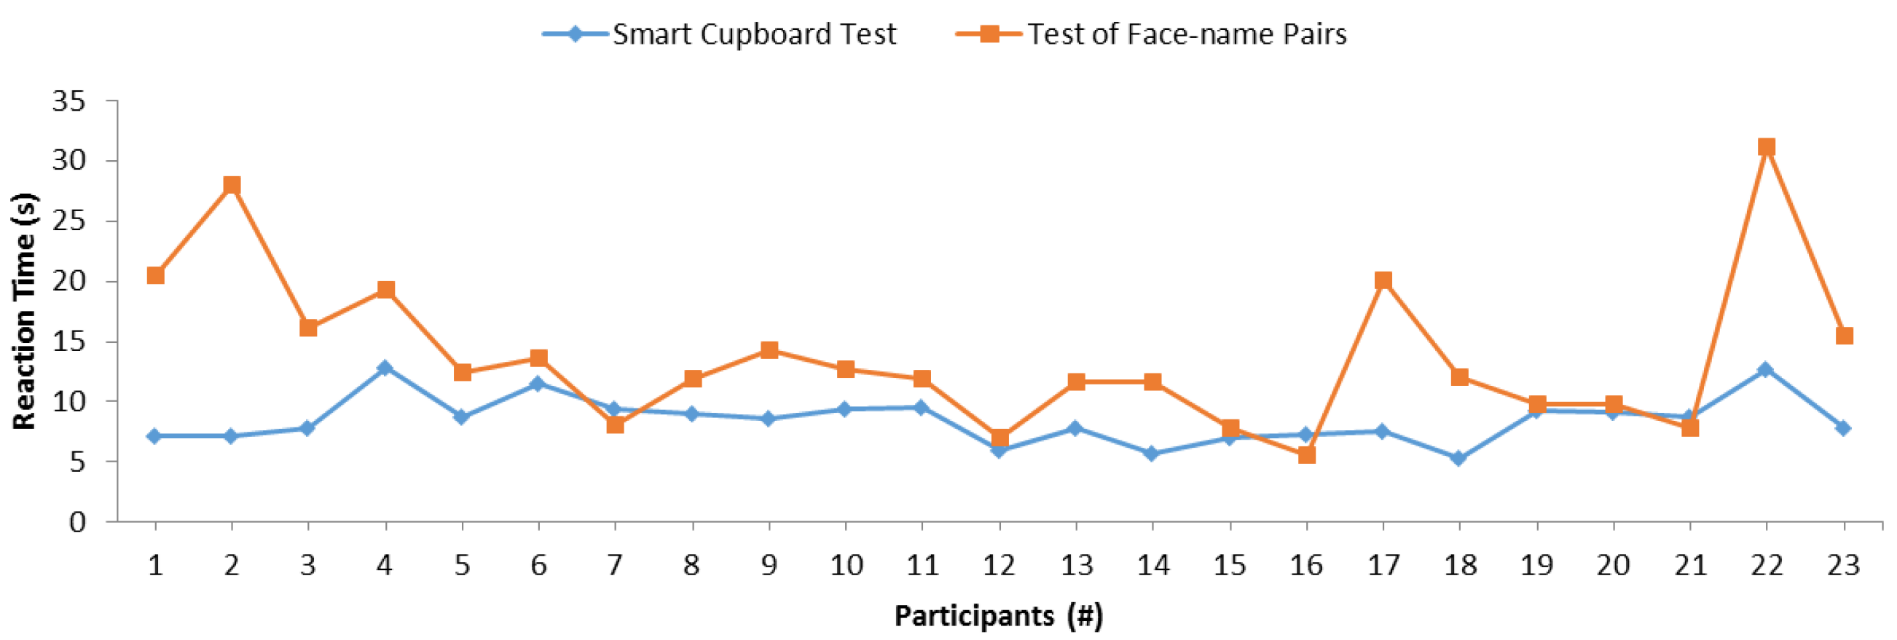 Smart Cupboard Test Test of Face-name Pairs
35
30
25
20
15
10
5
0
Reaction Time (s)
1 2 3 4 5 6 7 8 9 10 11 12 13 14 15 16 17 18 19 20 21 22 23
Participants (#)